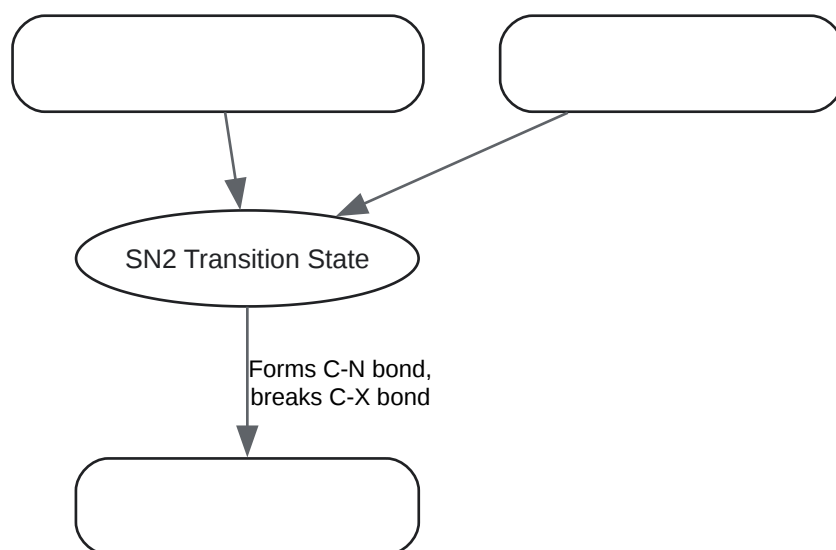 SN2 Transition State
Forms C-N bond,
breaks C-X bond